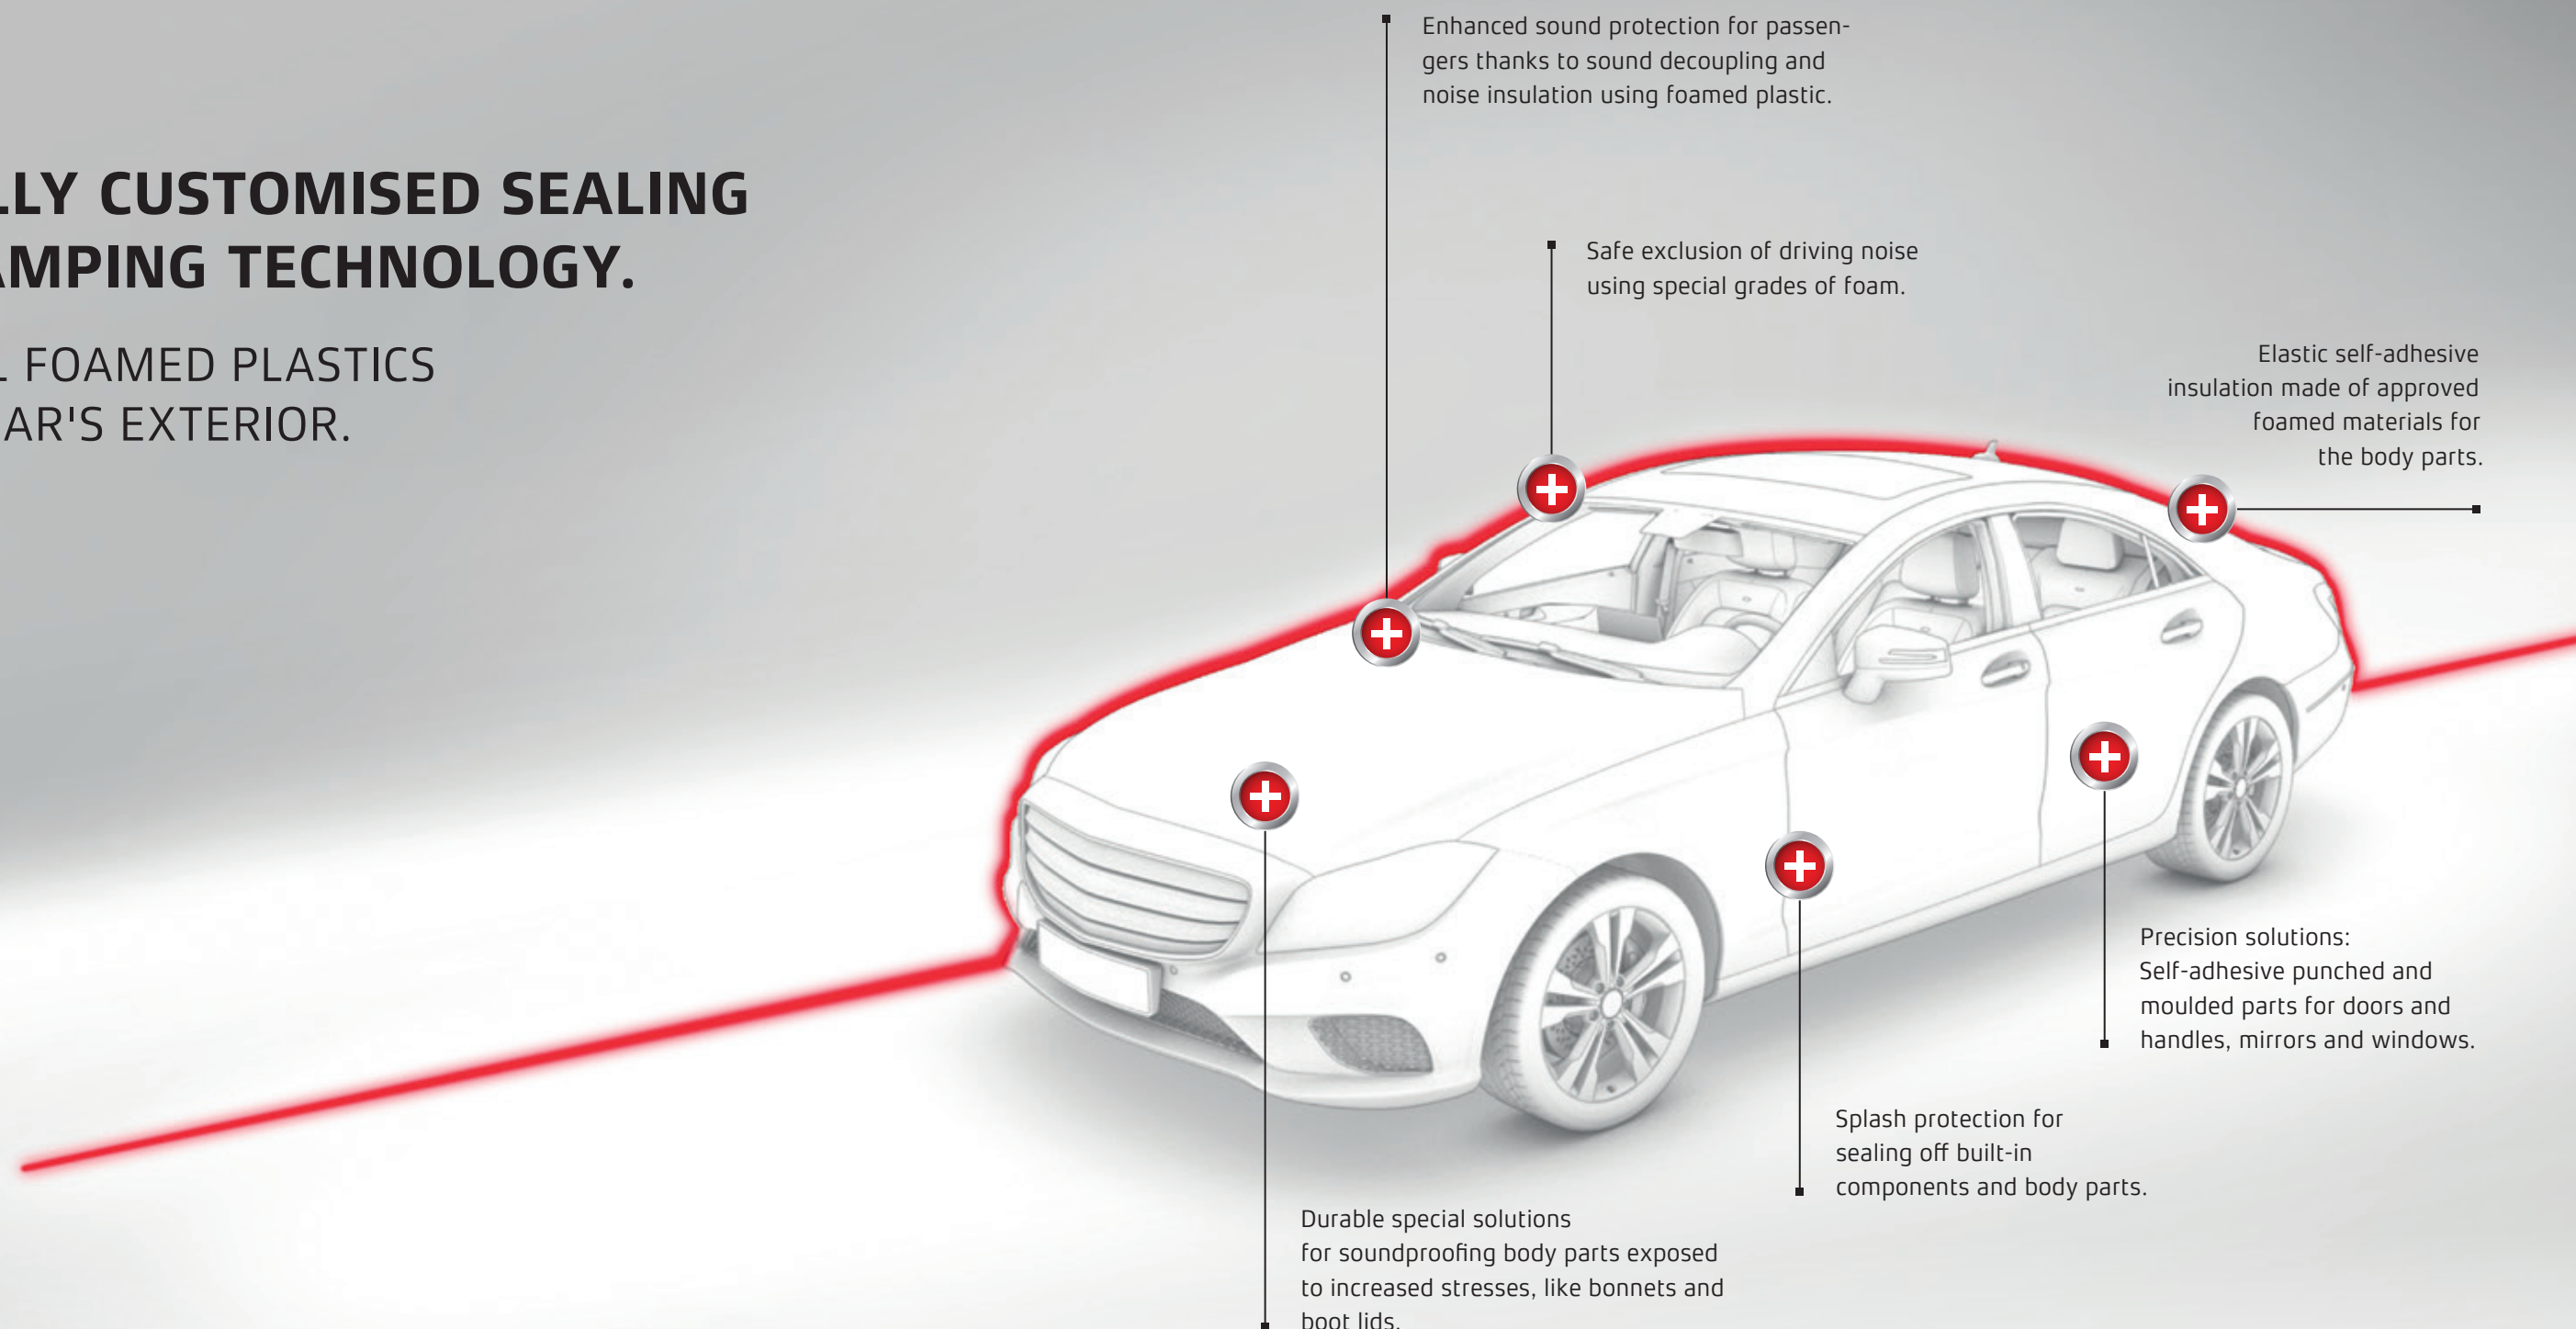 LLY CUSTOMISED SEALING
AMPING TECHNOLOGY.
L FOAMED PLASTICS
AR'S EXTERIOR.
Enhanced sound protection for passen-
gers thanks to sound decoupling and
noise insulation using foamed plastic.
Safe exclusion of driving noise
using special grades of foam.
Elastic self-adhesive
insulation made of approved
foamed materials for
the body parts.
Precision solutions:
Self-adhesive punched and
moulded parts for doors and
handles, mirrors and windows.
Splash protection for
sealing off built-in
components and body parts.
Durable special solutions
for soundproofing body parts exposed
to increased stresses, like bonnets and
boot lids.